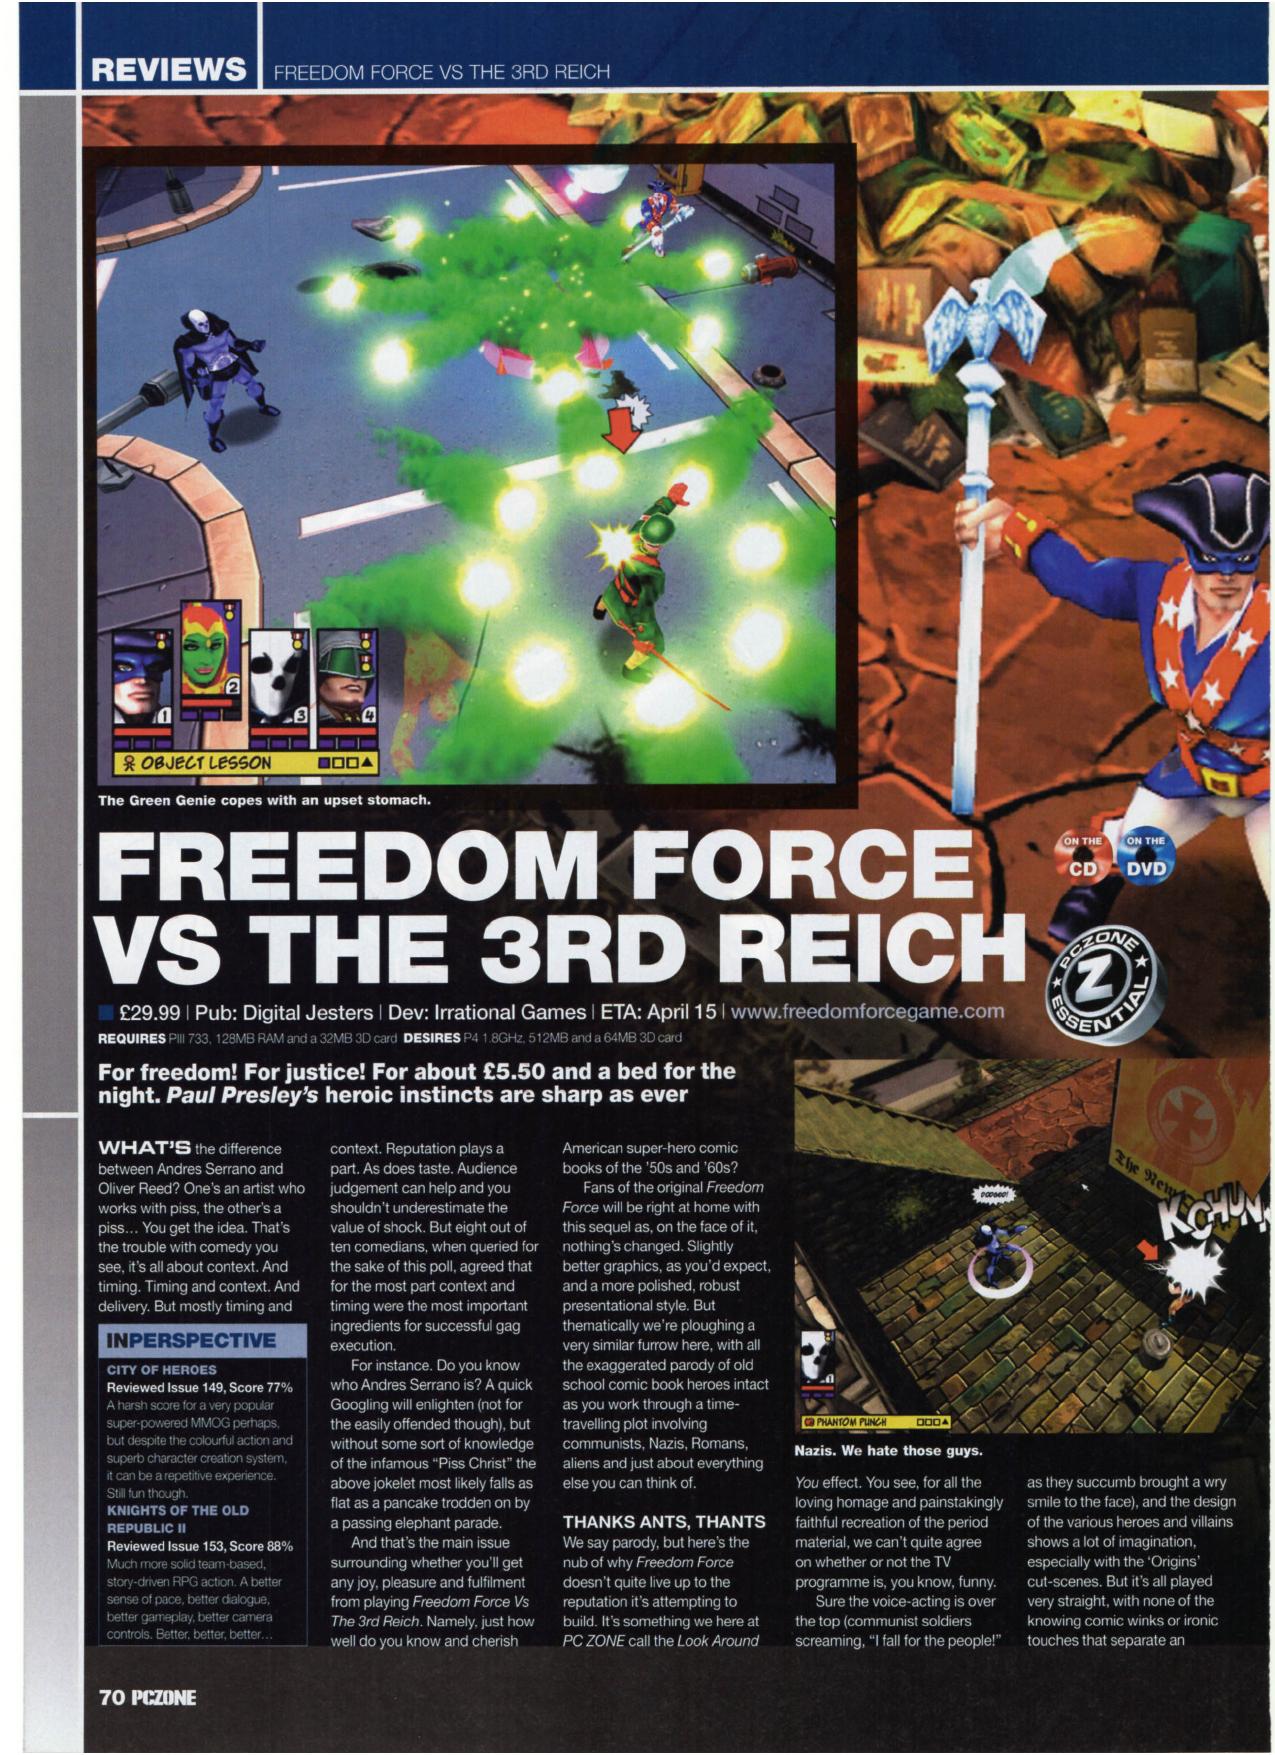 REVIEWS
FREEDOM FORCE VS THE 3RD REICH
1
2
3
4
OBJECT LESSON
The Green Genie copes with an upset stomach.
FREEDOM FORCE
VS THE 3RD REICH
ON THE
CD
ON THE
DVD
PCZONE
Z
ESSENTIAL
£29.99 | Pub: Digital Jesters | Dev: Irrational Games | ETA: April 15 | www.freedomforcegame.com
REQUIRES PIII 733, 128MB RAM and a 32MB 3D card DESIRES P4 1.8GHz, 512MB and a 64MB 3D card
For freedom! For justice! For about £5.50 and a bed for the
night. Paul Presley's heroic instincts are sharp as ever
WHAT'S the difference
between Andres Serrano and
Oliver Reed? One's an artist who
works with piss, the other's a
piss... You get the idea. That's
the trouble with comedy you
see, it's all about context. And
timing. Timing and context. And
delivery. But mostly timing and
INPERSPECTIVE
CITY OF HEROES
Reviewed Issue 149, Score 77%
A harsh score for a very popular
super-powered MMOG perhaps,
but despite the colourful action and
superb character creation system,
it can be a repetitive experience.
Still fun though.
KNIGHTS OF THE OLD
REPUBLIC II
Reviewed Issue 153, Score 88%
Much more solid team-based,
story-driven RPG action. A better
sense of pace, better dialogue,
better gameplay, better camera
controls. Better, better, better...
context. Reputation plays a
part. As does taste. Audience
judgement can help and you
shouldn't underestimate the
value of shock. But eight out of
ten comedians, when queried for
the sake of this poll, agreed that
for the most part context and
timing were the most important
ingredients for successful gag
execution.
For instance. Do you know
who Andres Serrano is? A quick
Googling will enlighten (not for
the easily offended though), but
without some sort of knowledge
of the infamous "Piss Christ" the
above jokelet most likely falls as
flat as a pancake trodden on by
a passing elephant parade.
And that's the main issue
surrounding whether you'll get
any joy, pleasure and fulfilment
from playing Freedom Force Vs
The 3rd Reich. Namely, just how
well do you know and cherish
American super-hero comic
books of the '50s and '60s?
Fans of the original Freedom
Force will be right at home with
this sequel as, on the face of it,
nothing's changed. Slightly
better graphics, as you'd expect,
and a more polished, robust
presentational style. But
thematically we're ploughing a
very similar furrow here, with all
the exaggerated parody of old
school comic book heroes intact
as you work through a time-
travelling plot involving
communists, Nazis, Romans,
aliens and just about everything
else you can think of.
THANKS ANTS, THANTS
We say parody, but here's the
nub of why Freedom Force
doesn't quite live up to the
reputation it's attempting to
build. It's something we here at
PC ZONE call the Look Around
The New
KCHUNK
1
PHANTOM PUNCH
Nazis. We hate those guys.
You effect. You see, for all the
loving homage and painstakingly
faithful recreation of the period
material, we can't quite agree
on whether or not the TV
programme is, you know, funny.
Sure the voice-acting is over
the top (communist soldiers
screaming, "I fall for the people!"
as they succumb brought a wry
smile to the face), and the design
of the various heroes and villains
shows a lot of imagination,
especially with the 'Origins'
cut-scenes. But it's all played
very straight, with none of the
knowing comic winks or ironic
touches that separate an
70 PCZONE